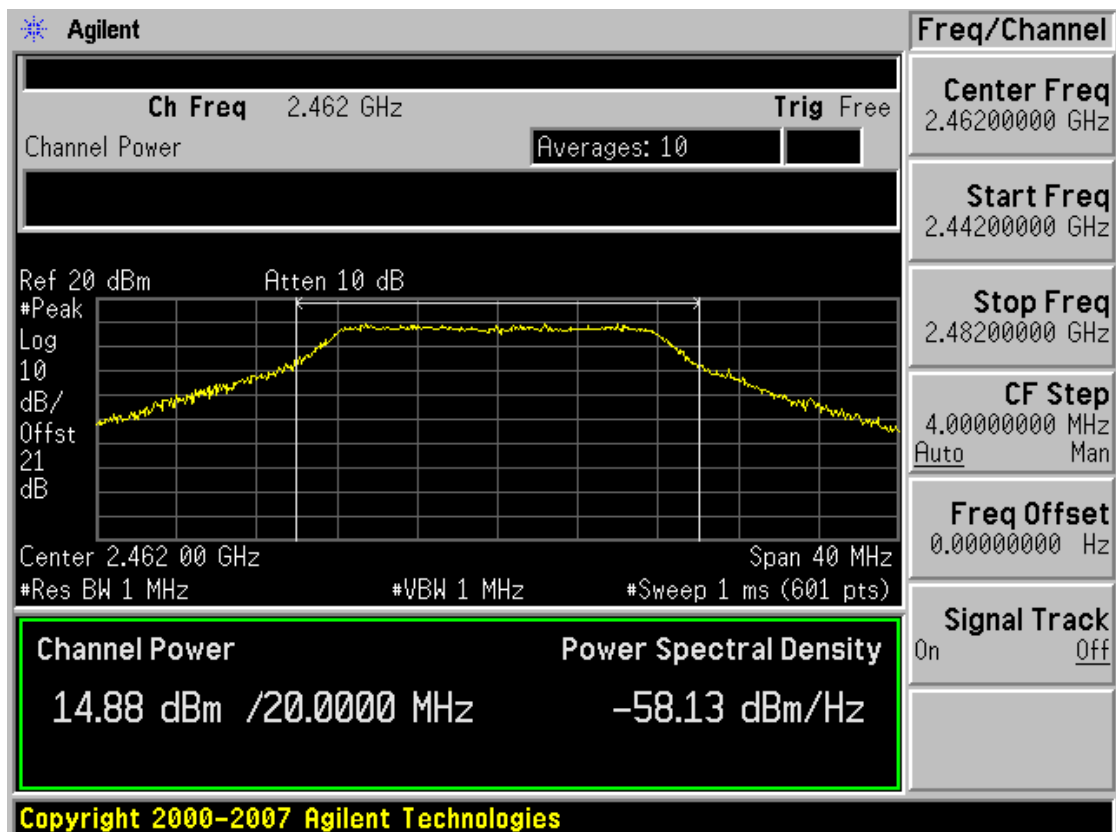 Agilent
Freq/Channel
Ch Freq 2.462 GHz Trig Free
Channel Power Averages: 10
Ref 20 dBm Atten 10 dB
#Peak
Log
10
dB/
Offst
21
dB
Center 2.462 00 GHz Span 40 MHz
#Res BW 1 MHz #VBW 1 MHz #Sweep 1 ms (601 pts)
Channel Power Power Spectral Density
14.88 dBm /20.0000 MHz -58.13 dBm/Hz
Center Freq
2.46200000 GHz
Start Freq
2.44200000 GHz
Stop Freq
2.48200000 GHz
CF Step
4.00000000 MHz
Auto Man
Freq Offset
0.00000000 Hz
Signal Track
On Off
Copyright 2000-2007 Agilent Technologies